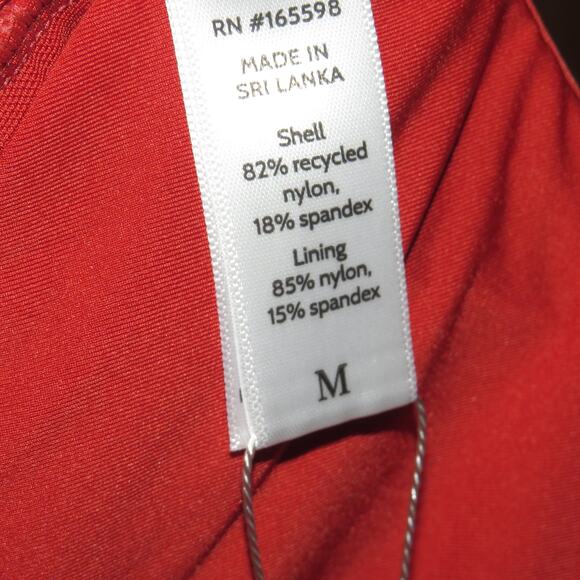 RN #165598
MADE IN
SRI LANKA
Shell
82% recycled
nylon,
18% spandex
Lining
85% nylon,
15% spandex
M